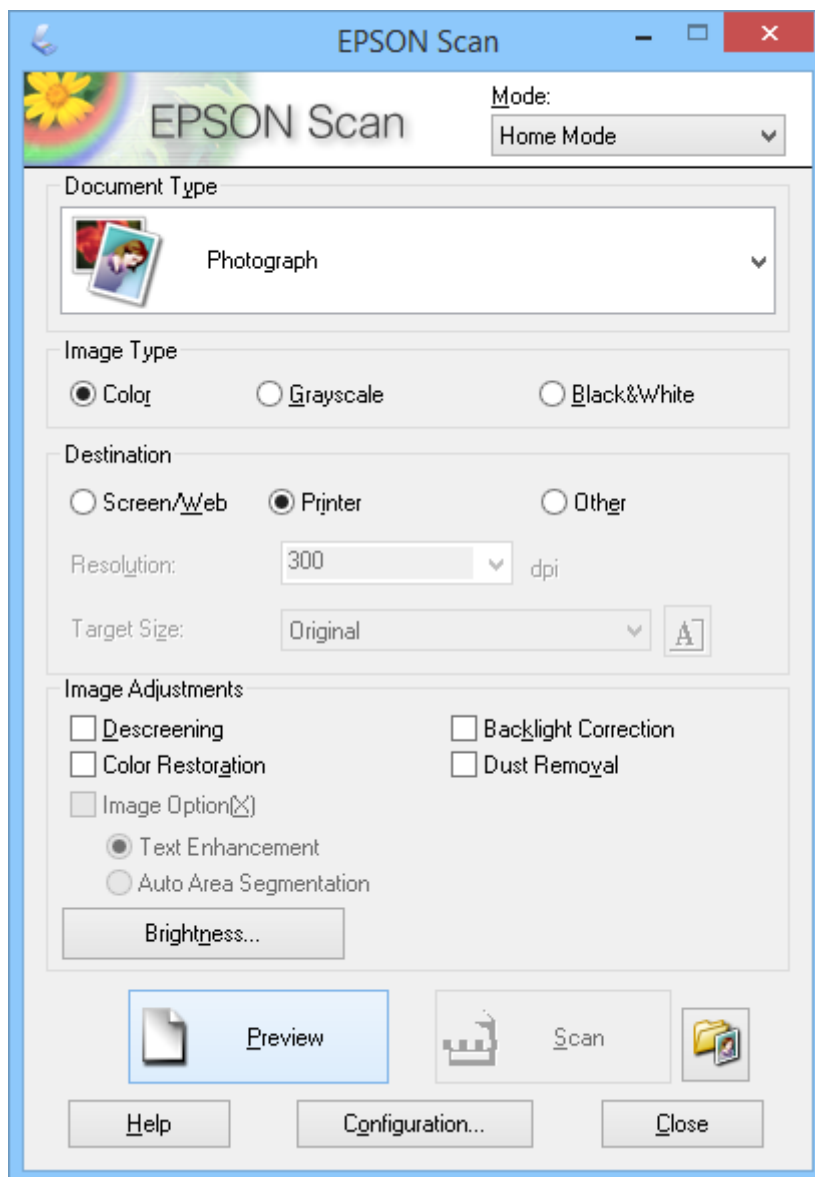 EPSON Scan
EPSON Scan
Mode:
Home Mode
Document Type
Photograph
Image Type
Color Grayscale Black&White
Destination
Screen/Web Printer Other
Resolution: 300 dpi
Target Size: Original A
Image Adjustments
Descreening Backlight Correction
Color Restoration Dust Removal
Image Option(X)
Text Enhancement
Auto Area Segmentation
Brightness...
Preview Scan
Help Configuration... Close